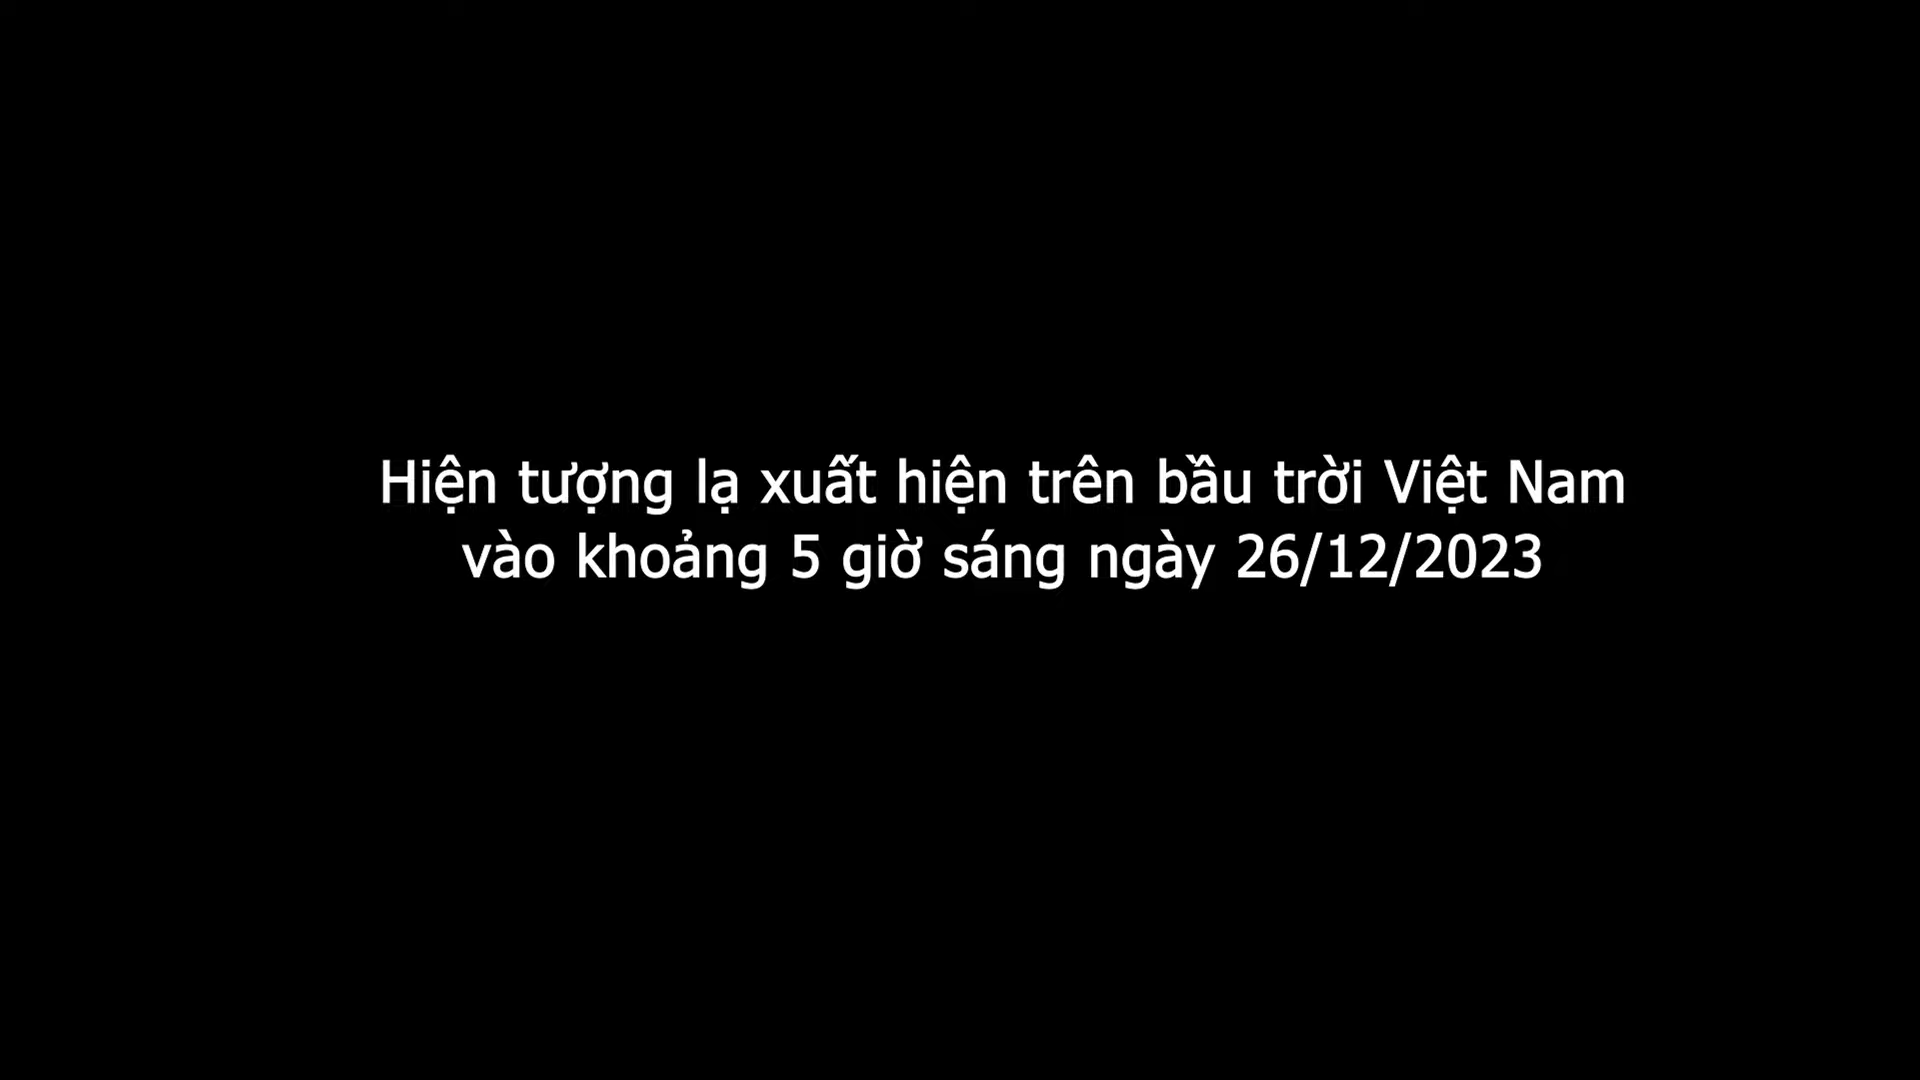 Hiện tượng lạ xuất hiện trên bầu trời Việt Nam
vào khoảng 5 giờ sáng ngày 26/12/2023